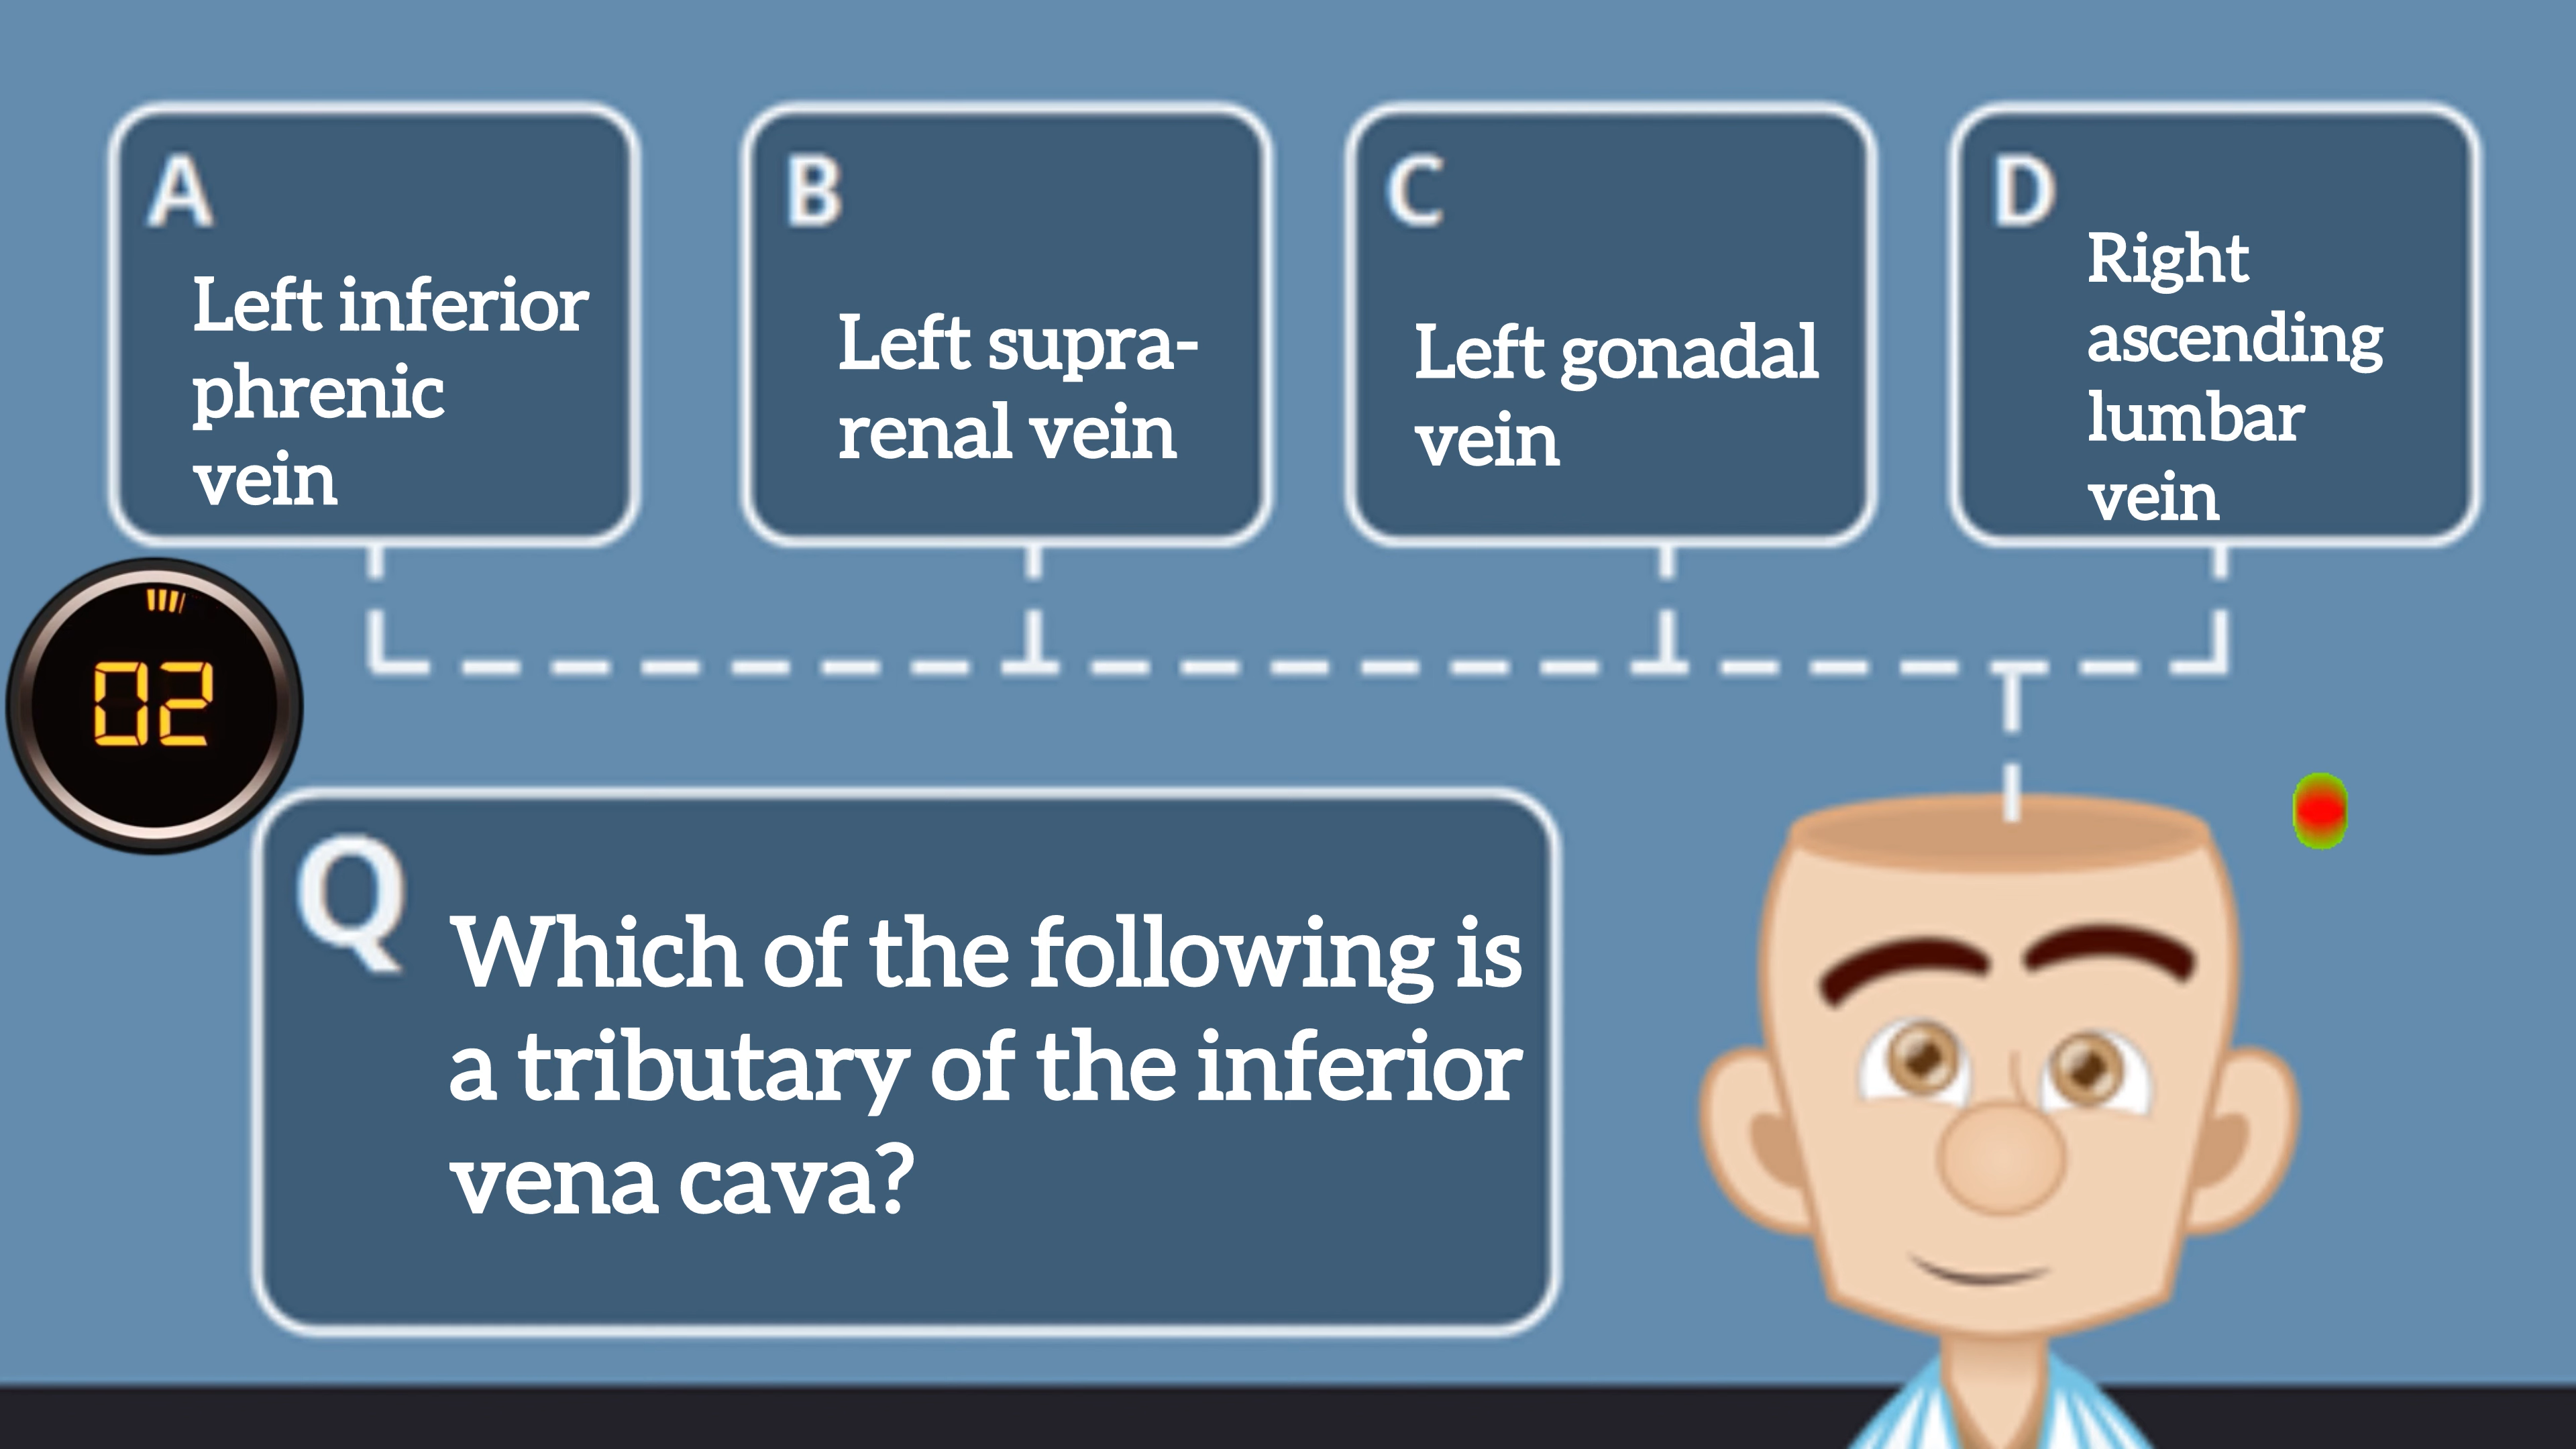 A
Left inferior
phrenic
vein
B
Left supra-
renal vein
C
Left gonadal
vein
D
Right
ascending
lumbar
vein
02
Q
Which of the following is
a tributary of the inferior
vena cava?